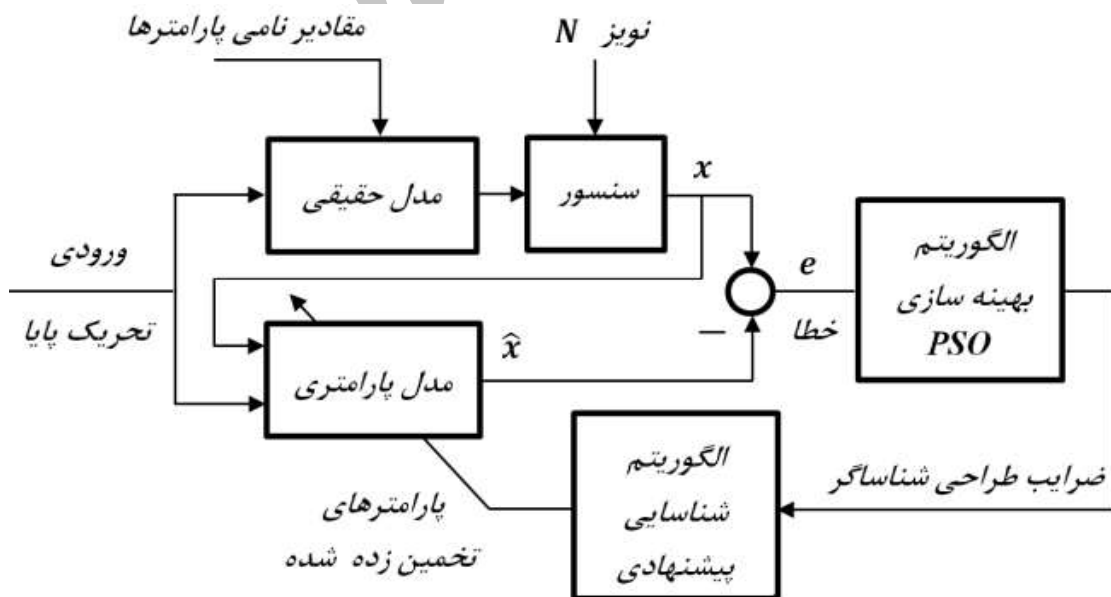 مقادیر نامی پارامترها
نویز N
مدل حقیقی
سنسور
x
ورودی
تحریک پایا
مدل پارامتری
x̂
—
e
خطا
الگوریتم
بهینه سازی
PSO
ضرایب طراحی شناساگر
الگوریتم
شناسایی
پیشنهادی
پارامترهای
تخمین زده شده